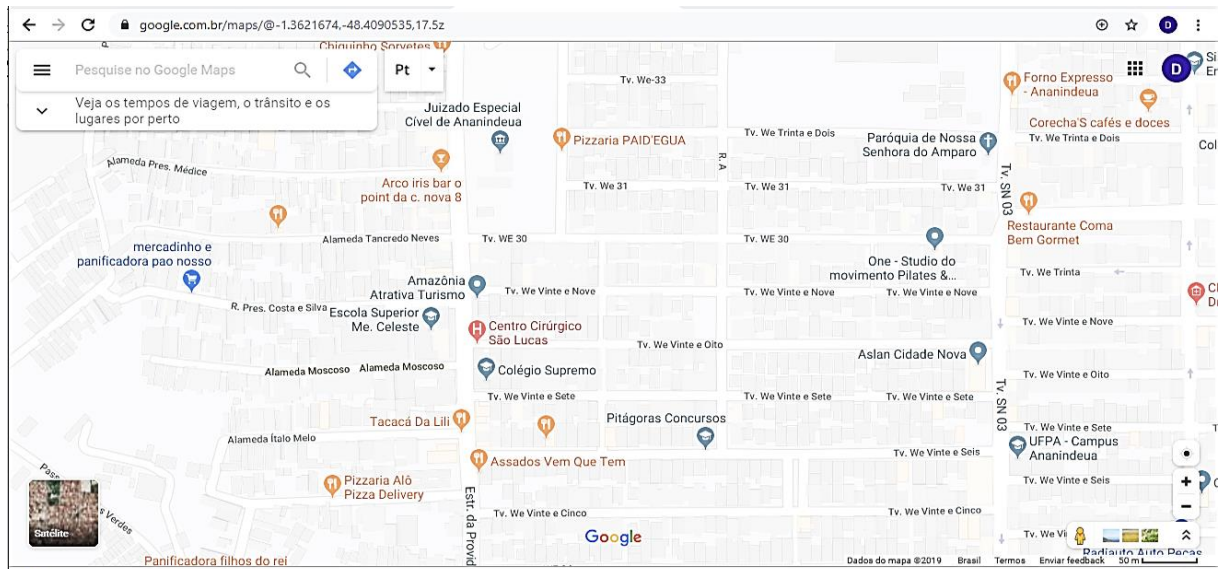 google.com.br/maps/@-1.3621674,-48.4090535,17.5z
D
Chiquinho Sorvetes
Pesquise no Google Maps
Pt
Veja os tempos de viagem, o trânsito e os
lugares por perto
Tv. We-33
D
Forno Expresso
- Ananindeua
Corecha'S cafés e doces
Juizado Especial
Cível de Ananindeua
Pizzaria PAID'EGUA
Tv. We Trinta e Dois
Paróquia de Nossa
Senhora do Amparo
Tv. We Trinta e Dois
Col
Alameda Pres. Médice
R. A
Arco iris bar o
point da c. nova 8
Tv. We 31
Tv. We 31
Tv. We 31
Tv. SN 03
Restaurante Coma
Bem Gormet
mercadinho e
panificadora pao nosso
Alameda Tancredo Neves
Tv. WE 30
Tv. WE 30
One - Studio do
movimento Pilates &...
Tv. We Trinta
Amazônia
Atrativa Turismo
Tv. We Vinte e Nove
Tv. We Vinte e Nove
Tv. We Vinte e Nove
R. Pres. Costa e Silva
Escola Superior
Me. Celeste
Centro Cirúrgico
São Lucas
Tv. We Vinte e Nove
Tv. We Vinte e Oito
Aslan Cidade Nova
Alameda Moscoso
Alameda Moscoso
Colégio Supremo
Tv. We Vinte e Oito
Tv. We Vinte e Sete
Tv. We Vinte e Sete
Tv. We Vinte e Sete
Tv. SN 03
Tacacá Da Lili
Pitágoras Concursos
Tv. We Vinte e Sete
Alameda Ítalo Melo
UFPA - Campus
Ananindeua
Assados Vem Que Tem
Tv. We Vinte e Seis
Tv. We Vinte e Seis
Pizzaria Alô
Pizza Delivery
Estr. da Provid
Tv. We Vinte e Cinco
Tv. We Vinte e Cinco
s Verdes
Satélite
Google
Panificadora filhos do rei
Radiauto Auto Peças
Dados do mapa ©2019
Brasil
Termos
Enviar feedback
50 m